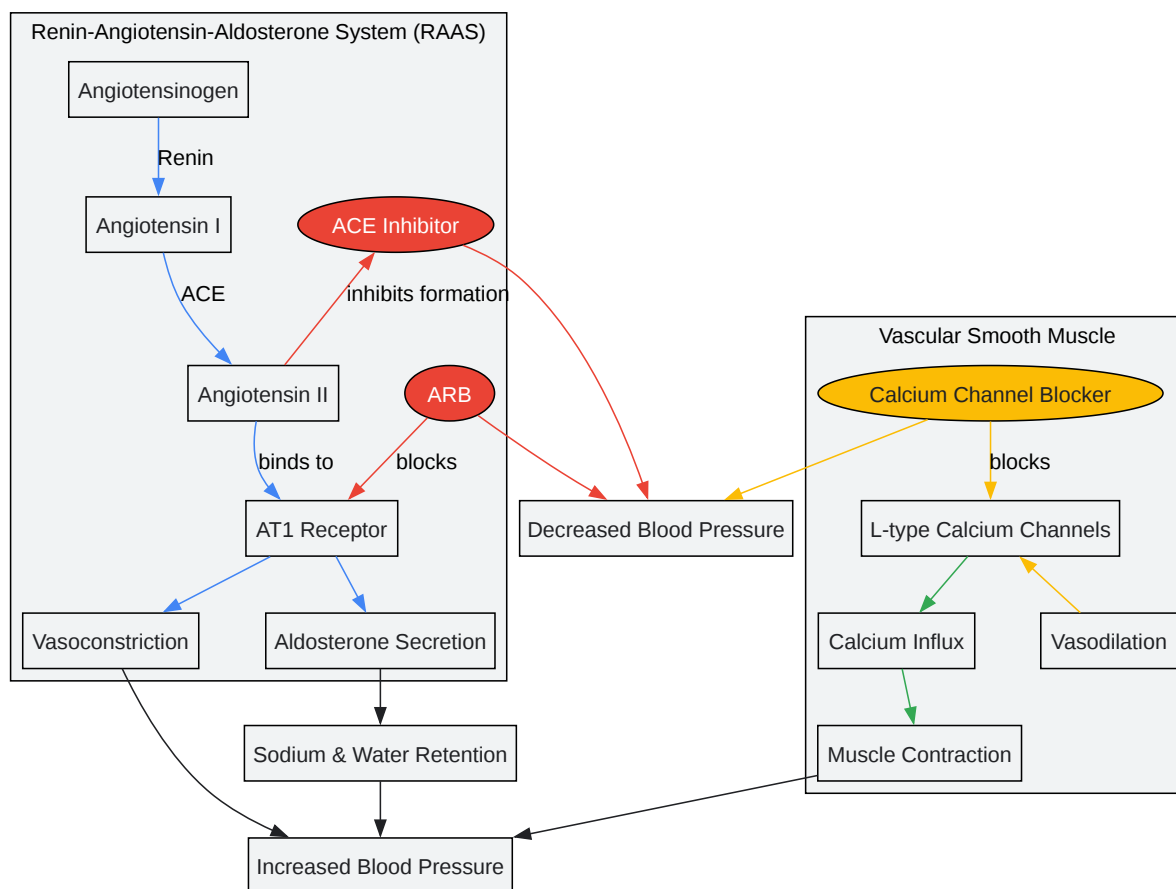 Renin-Angiotensin-Aldosterone System (RAAS)
Angiotensinogen
Renin
Angiotensin I
ACE Inhibitor
ACE
inhibits formation
Vascular Smooth Muscle
Angiotensin II
ARB
Calcium Channel Blocker
binds to
blocks
blocks
AT1 Receptor
Decreased Blood Pressure
L-type Calcium Channels
Vasoconstriction
Aldosterone Secretion
Calcium Influx
Vasodilation
Sodium & Water Retention
Muscle Contraction
Increased Blood Pressure